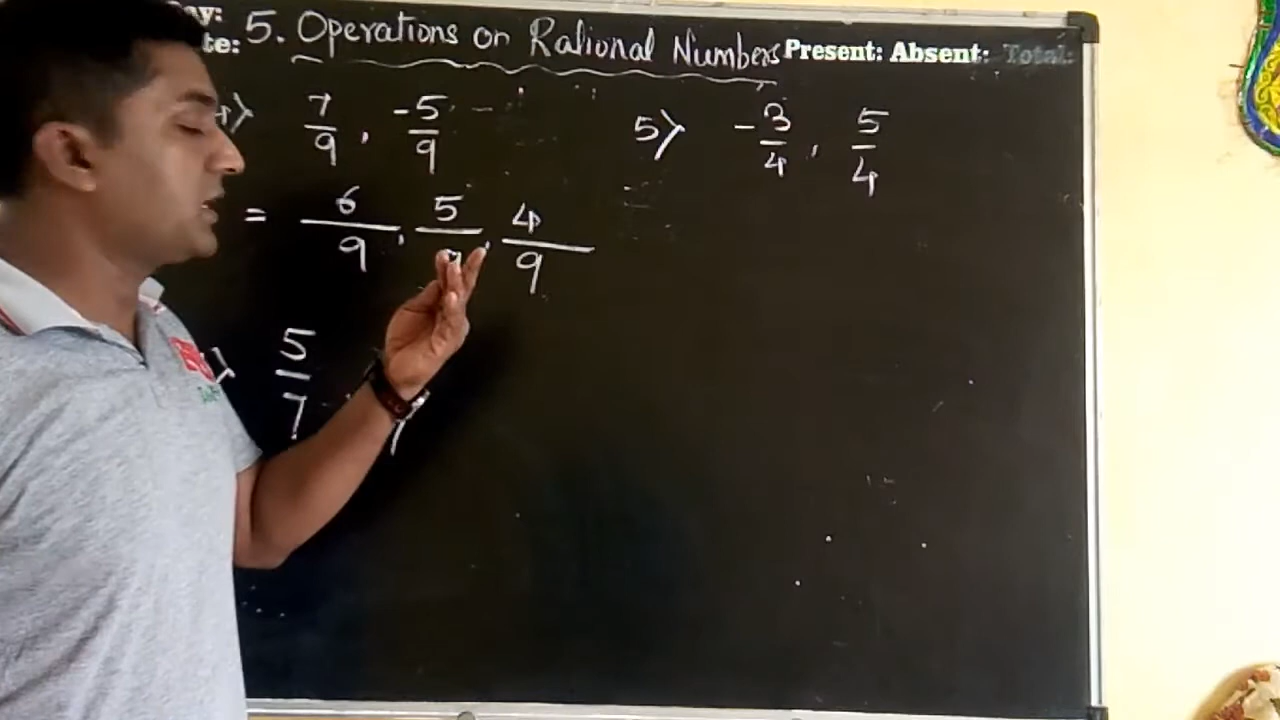 5. Operations on Rational Numbers Present: Absent: Total:
7/9, -5/9
5) -3/4, 5/4
= 6/9, 5/9, 4/9
5/7